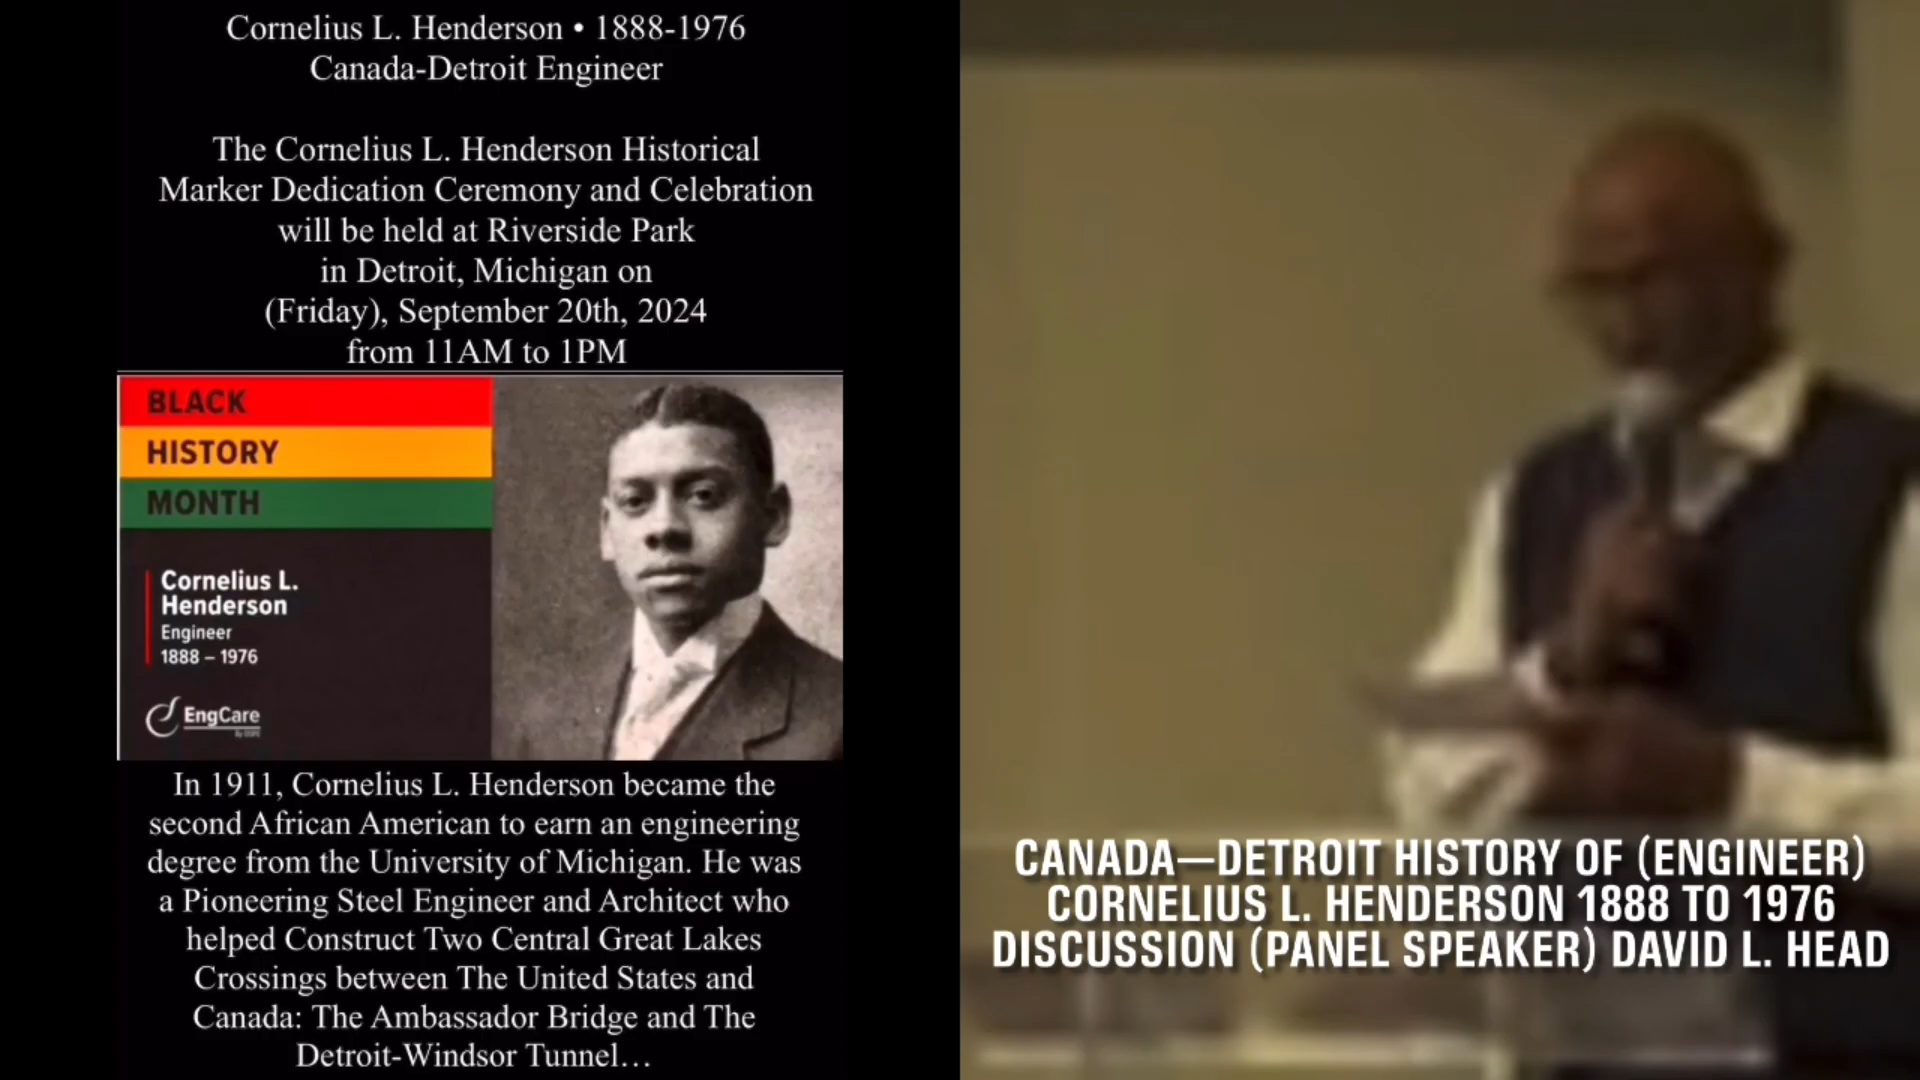 Cornelius L. Henderson • 1888-1976
Canada-Detroit Engineer
The Cornelius L. Henderson Historical
Marker Dedication Ceremony and Celebration
will be held at Riverside Park
in Detroit, Michigan on
(Friday), September 20th, 2024
from 11AM to 1PM
BLACK
HISTORY
MONTH
Cornelius L.
Henderson
Engineer
1888 – 1976
EngCare
In 1911, Cornelius L. Henderson became the
second African American to earn an engineering
degree from the University of Michigan. He was
a Pioneering Steel Engineer and Architect who
helped Construct Two Central Great Lakes
Crossings between The United States and
Canada: The Ambassador Bridge and The
Detroit-Windsor Tunnel…
CANADA—DETROIT HISTORY OF (ENGINEER)
CORNELIUS L. HENDERSON 1888 TO 1976
DISCUSSION (PANEL SPEAKER) DAVID L. HEAD